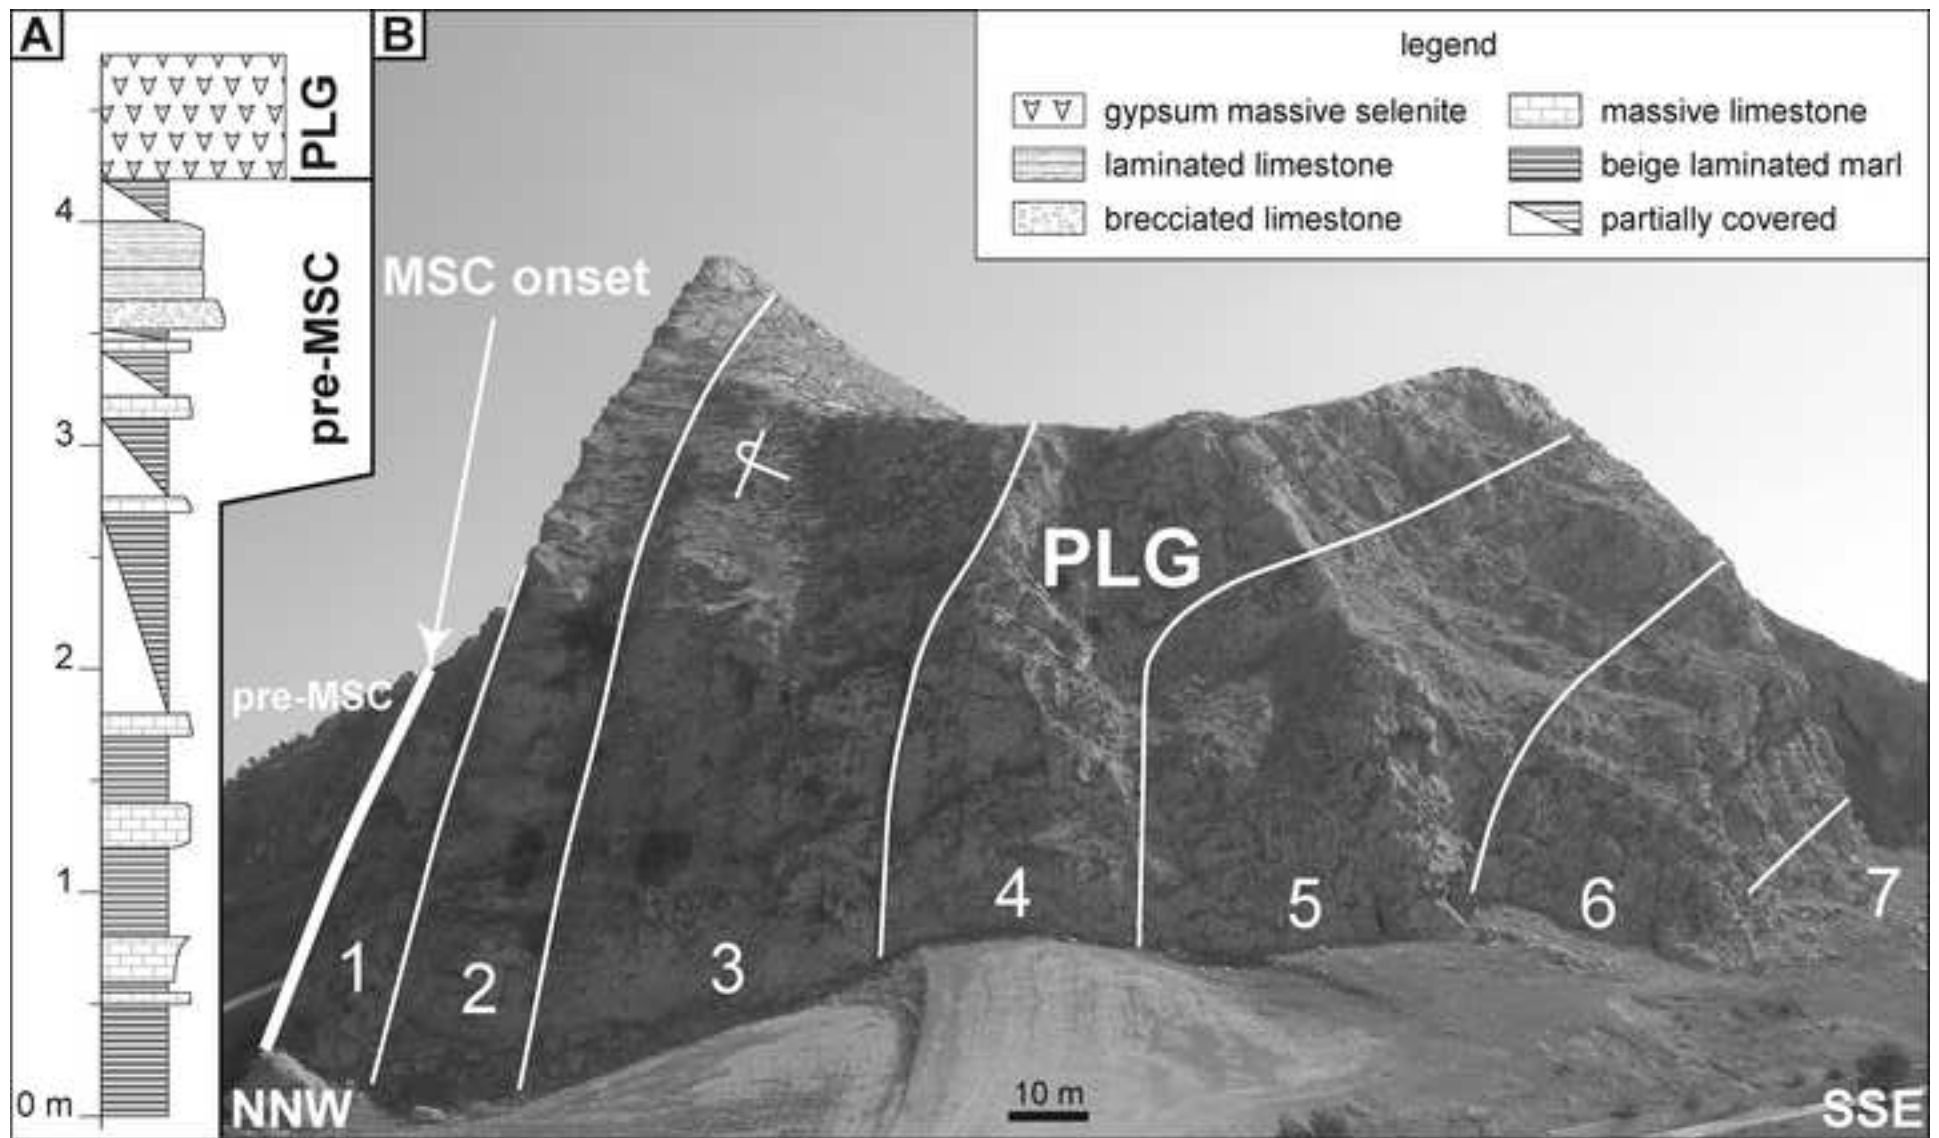 A
B
legend
gypsum massive selenite
massive limestone
laminated limestone
beige laminated marl
brecciated limestone
partially covered
PLG
pre-MSC
4
3
2
1
0 m
MSC onset
pre-MSC
PLG
1
2
3
4
5
6
7
10 m
NNW
SSE